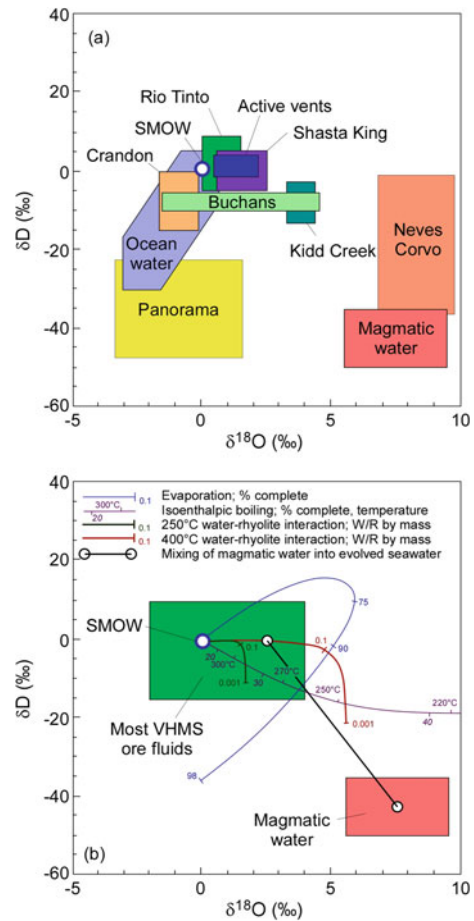 (a)
40
20
0
-20
-40
-60
δD (‰)
Rio Tinto
SMOW
Active vents
Crandon
Shasta King
Buchans
Ocean
water
Kidd Creek
Neves
Corvo
Panorama
Magmatic
water
-5
0
5
10
δ18O (‰)
40
20
0
-20
-40
-60
δD (‰)
0.1 Evaporation; % complete
300°C 20 Isoenthalpic boiling; % complete, temperature
0.1 250°C water-rhyolite interaction; W/R by mass
0.1 400°C water-rhyolite interaction; W/R by mass
Mixing of magmatic water into evolved seawater
75
SMOW
0.1
0.1
90
20
300°C
270°C
0.001
30
250°C
220°C
40
0.001
Most VHMS
ore fluids
98
Magmatic
water
(b)
-5
0
5
10
δ18O (‰)